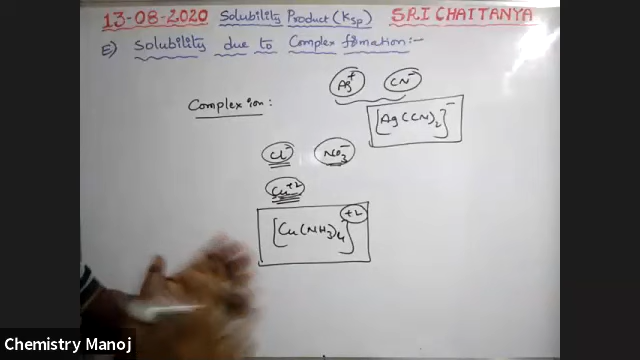 13-08-2020 Solubility Product (Ksp) SRI CHAITANYA
E) Solubility due to Complex formation:-
Ag+ CN-
Complex ion:
[Ag(CN)2]-
Cl- NO3-
Cu+2
[Cu(NH3)4]+2
Chemistry Manoj